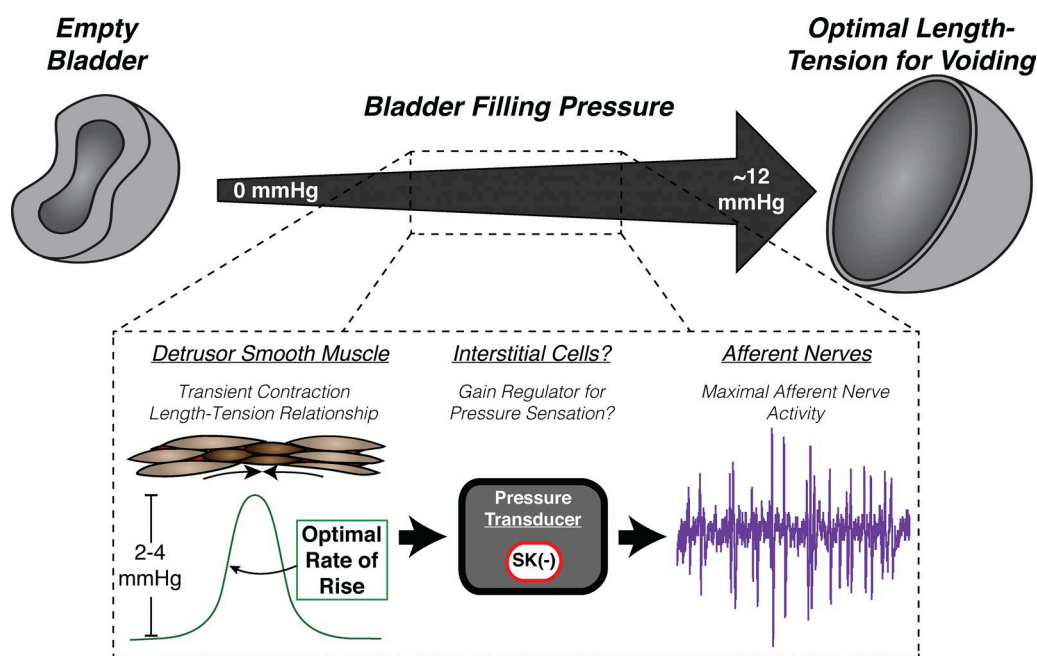 Empty
Bladder
Optimal Length-
Tension for Voiding
Bladder Filling Pressure
0 mmHg
~12
mmHg
Detrusor Smooth Muscle
Transient Contraction
Length-Tension Relationship
Interstitial Cells?
Gain Regulator for
Pressure Sensation?
Afferent Nerves
Maximal Afferent Nerve
Activity
2-4
mmHg
Optimal
Rate of
Rise
Pressure
Transducer
SK(-)